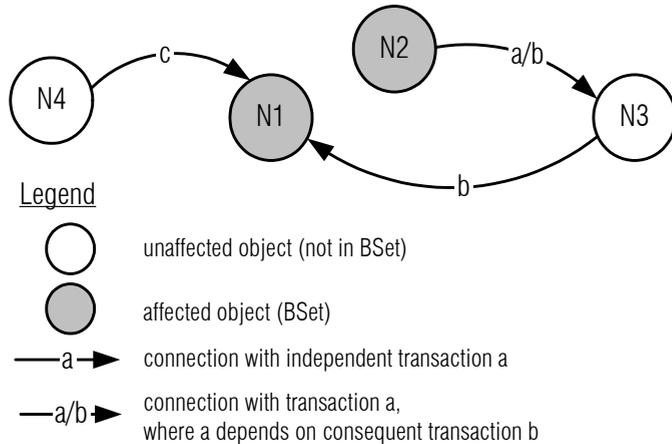 N2
a/b
c
N4
N1
N3
b
Legend
unaffected object (not in BSet)
affected object (BSet)
a
connection with independent transaction a
a/b
connection with transaction a,
where a depends on consequent transaction b